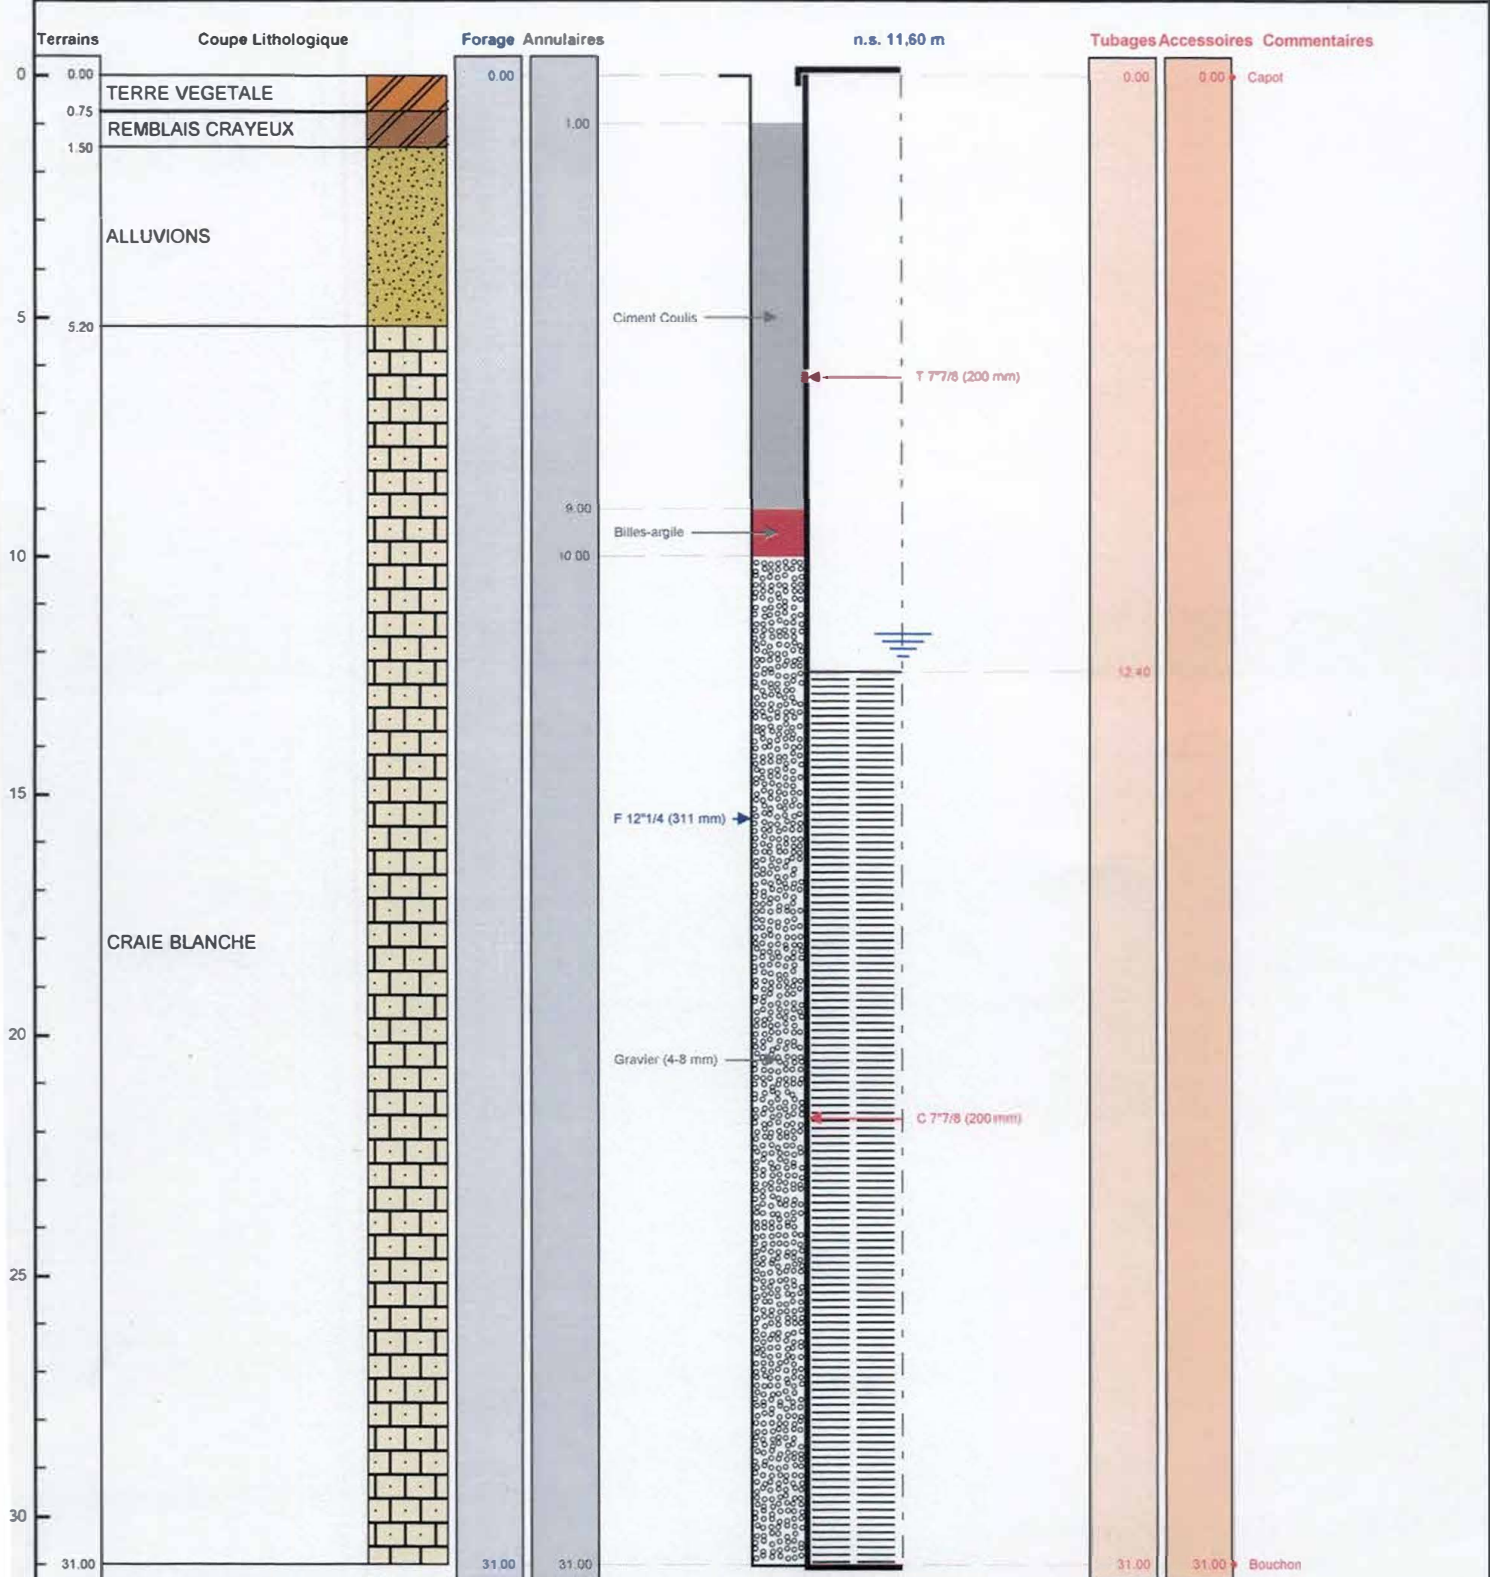 Terrains Coupe Lithologique Forage Annulaires n.s. 11,60 m Tubages Accessoires Commentaires
0 0.00 0.00 0.00 0.00 Capot
TERRE VEGETALE
0.75
1.00
REMBLAIS CRAYEUX
1.50
ALLUVIONS
5 Ciment Coulis
5.20
T 7"7/8 (200 mm)
9.00
Billes-argile
10 10.00
12.40
15
F 12"1/4 (311 mm)
CRAIE BLANCHE
20
Gravier (4-8 mm)
C 7"7/8 (200 mm)
25
30
31.00 31.00 31.00 31.00 31.00 Bouchon